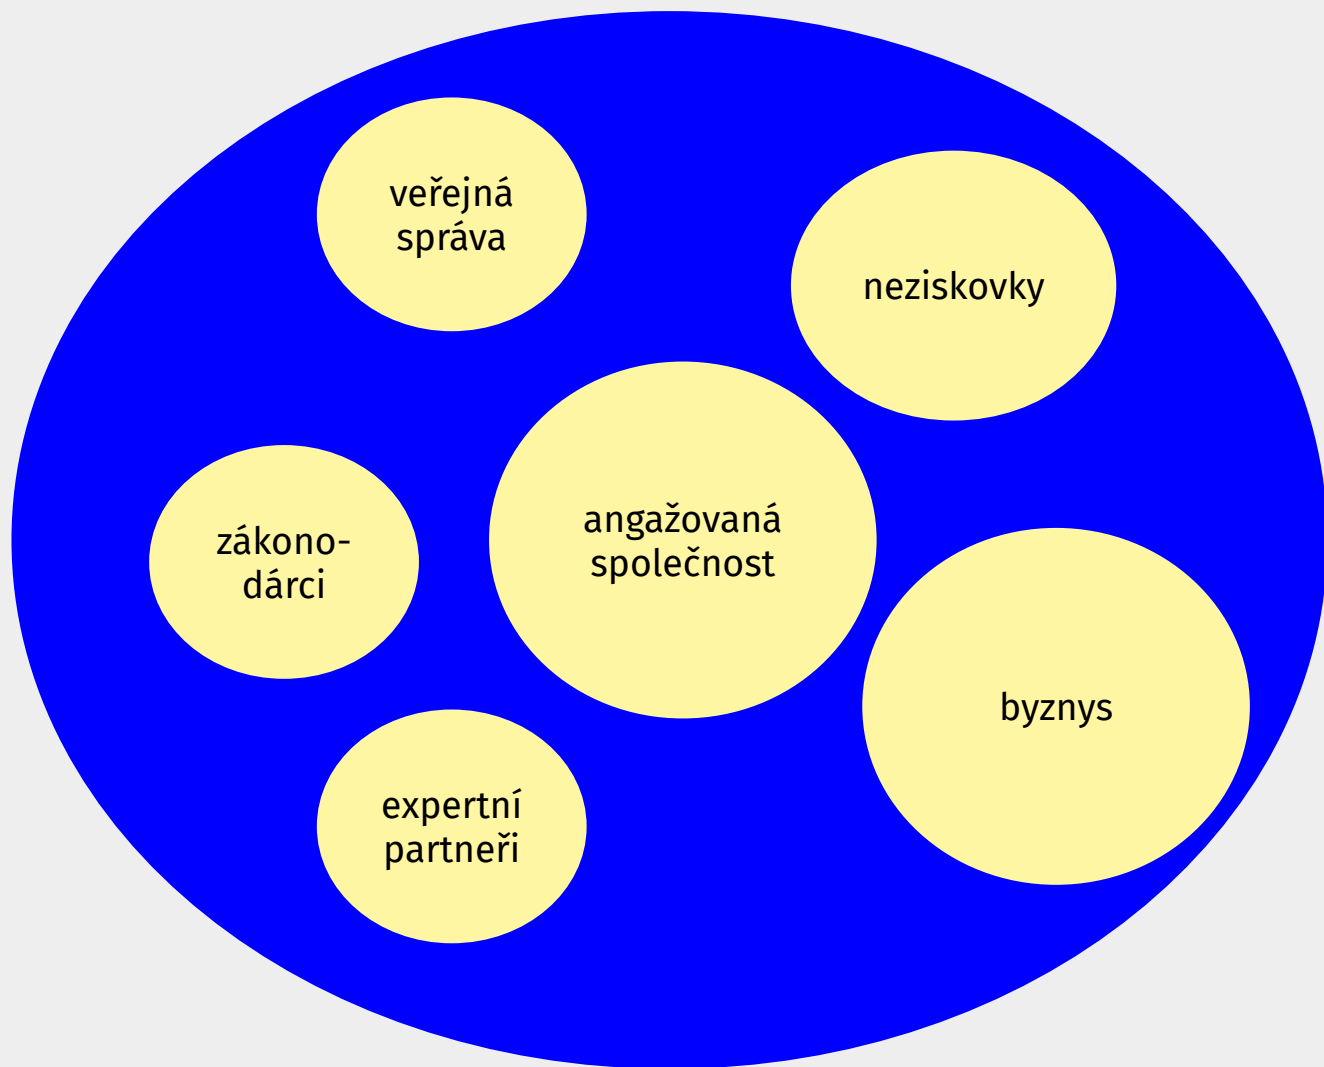 veřejná
správa
neziskovky
angažovaná
společnost
zákono-
dárci
byznys
expertní
partneři